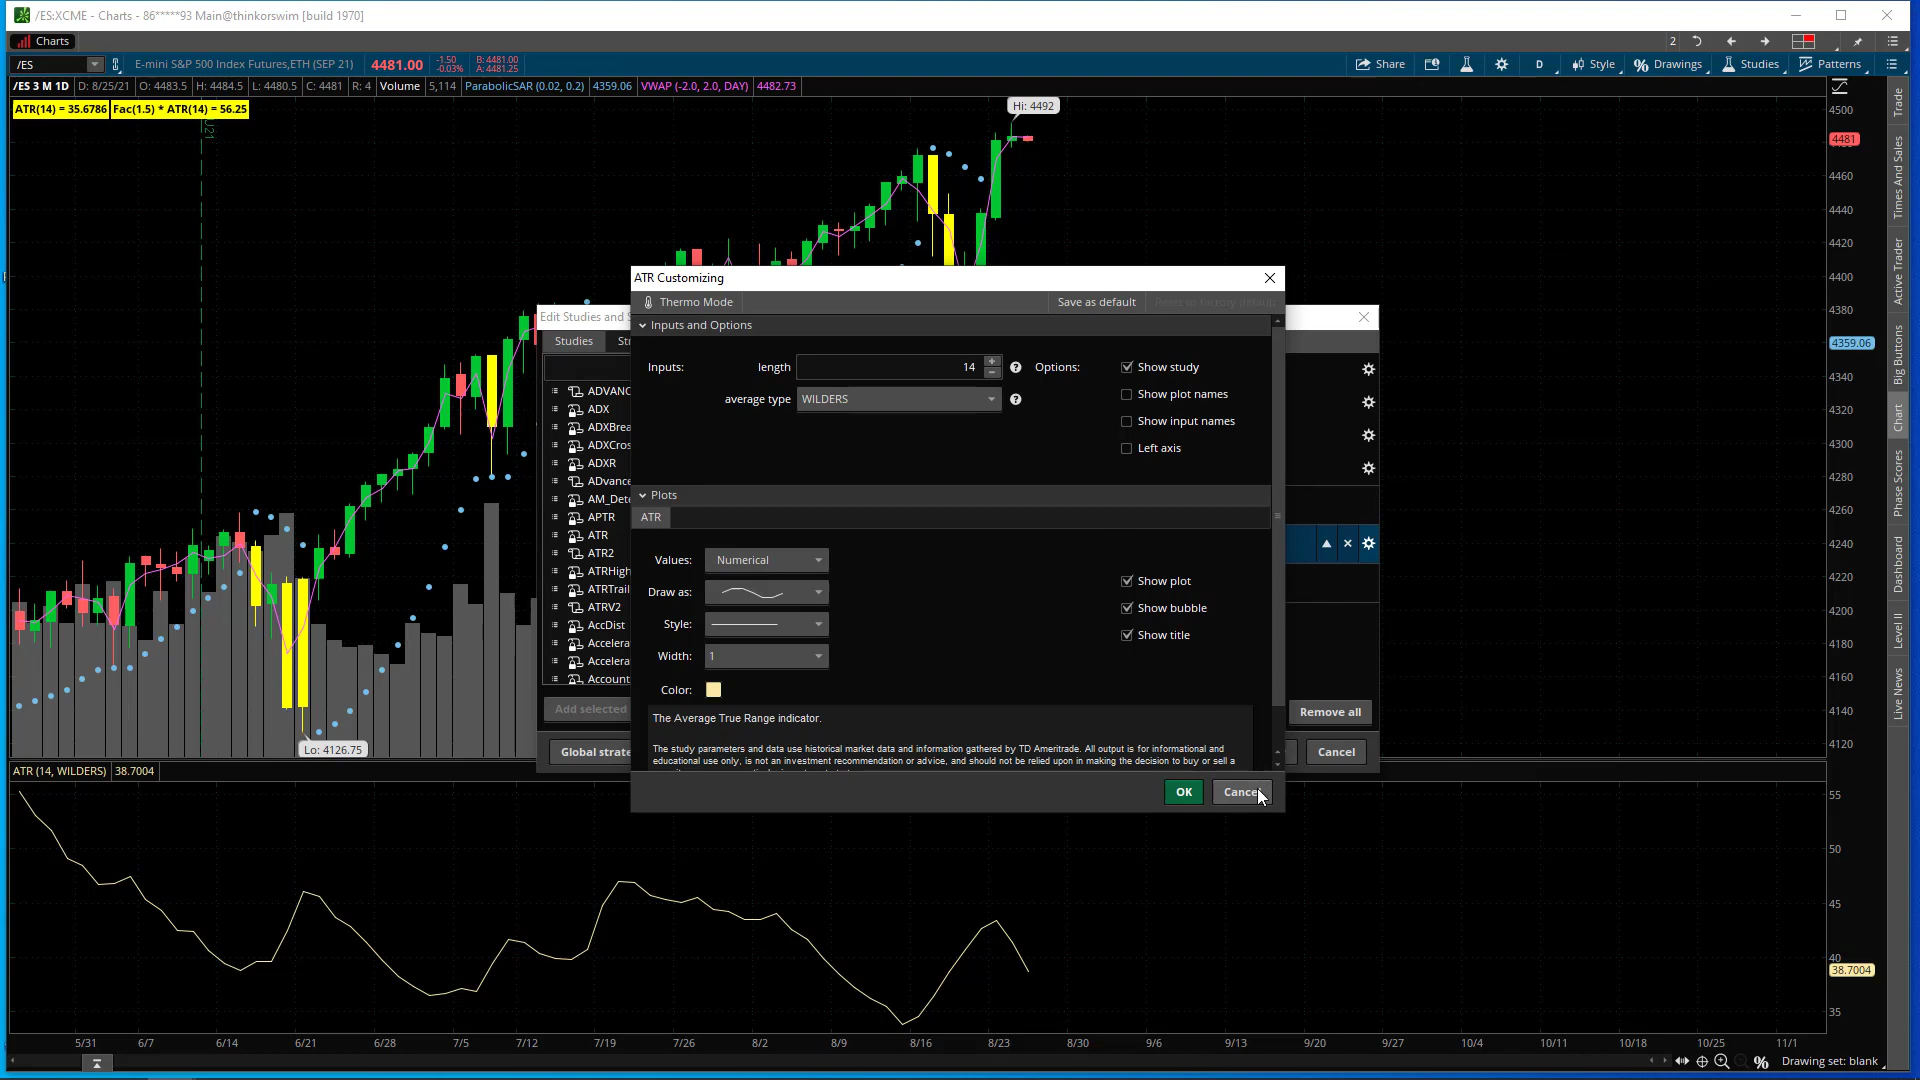 /ES:XCME - Charts - 86*****93 Main@thinkorswim [build 1970]
Charts
2
/ES
E-mini S&P 500 Index Futures,ETH (SEP 21)
4481.00
-1.50
-0.03%
B: 4481.00
A: 4481.25
Share
D
Style
Drawings
Studies
Patterns
/ES 3 M 1D
D: 8/25/21
O: 4483.5
H: 4484.5
L: 4480.5
C: 4481
R: 4
Volume
5,114
ParabolicSAR (0.02, 0.2)
4359.06
VWAP (-2.0, 2.0, DAY)
4482.73
ATR(14) = 35.6786
Fac(1.5) * ATR(14) = 56.25
Hi: 4492
Lo: 4126.75
4500
4481
4460
4440
4420
4400
4380
4359.06
4340
4320
4300
4280
4260
4240
4220
4200
4180
4160
4140
4120
Trade
Times And Sales
Active Trader
Big Buttons
Chart
Phase Scores
Dashboard
Level II
Live News
Edit Studies and S
Studies
Str
ADVANC
ADX
ADXBrea
ADXCros
ADXR
ADvance
AM_Dete
APTR
ATR
ATR2
ATRHigh
ATRTrail
ATRV2
AccDist
Accelera
Accelera
Account
Add selected
Global strate
Remove all
Cancel
ATR Customizing
Thermo Mode
Save as default
Reset to factory default
Inputs and Options
Inputs:
length
14
Options:
Show study
average type
WILDERS
Show plot names
Show input names
Left axis
Plots
ATR
Values:
Numerical
Draw as:
Style:
Width:
1
Color:
Show plot
Show bubble
Show title
The Average True Range indicator.
The study parameters and data use historical market data and information gathered by TD Ameritrade. All output is for informational and
educational use only, is not an investment recommendation or advice, and should not be relied upon in making the decision to buy or sell a
OK
Cancel
ATR (14, WILDERS)
38.7004
55
50
45
40
38.7004
35
5/31
6/7
6/14
6/21
6/28
7/5
7/12
7/19
7/26
8/2
8/9
8/16
8/23
8/30
9/6
9/13
9/20
9/27
10/4
10/11
10/18
10/25
11/1
Drawing set: blank